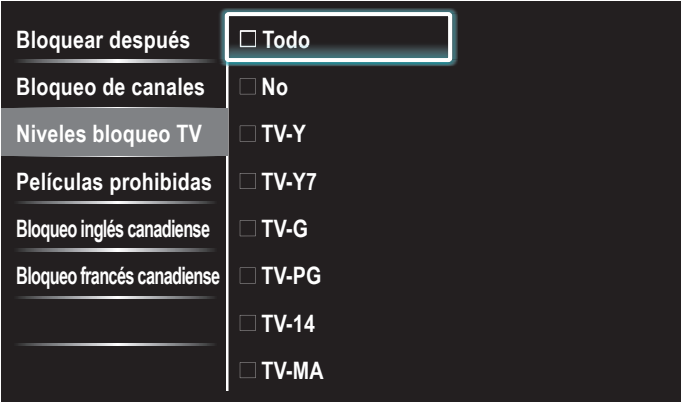 Bloquear después
Bloqueo de canales
Niveles bloqueo TV
Películas prohibidas
Bloqueo inglés canadiense
Bloqueo francés canadiense
Todo
No
TV-Y
TV-Y7
TV-G
TV-PG
TV-14
TV-MA